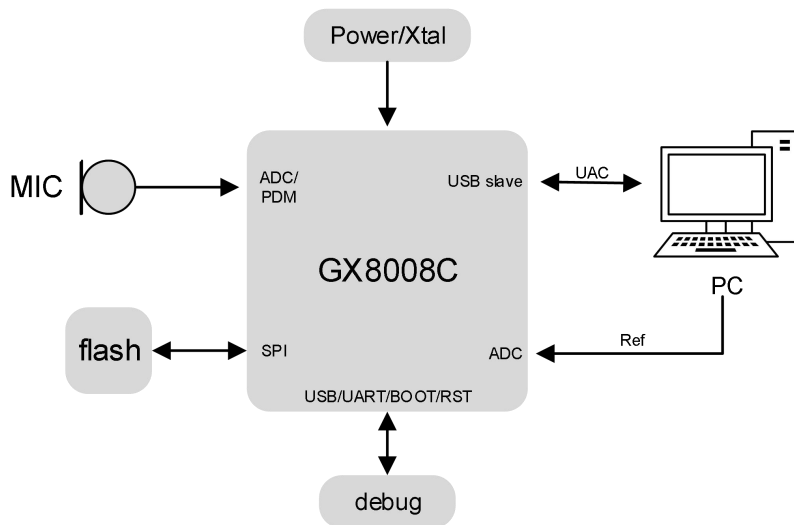 Power/Xtal
MIC
ADC/
PDM
USB slave
UAC
GX8008C
PC
flash
SPI
ADC
Ref
USB/UART/BOOT/RST
debug